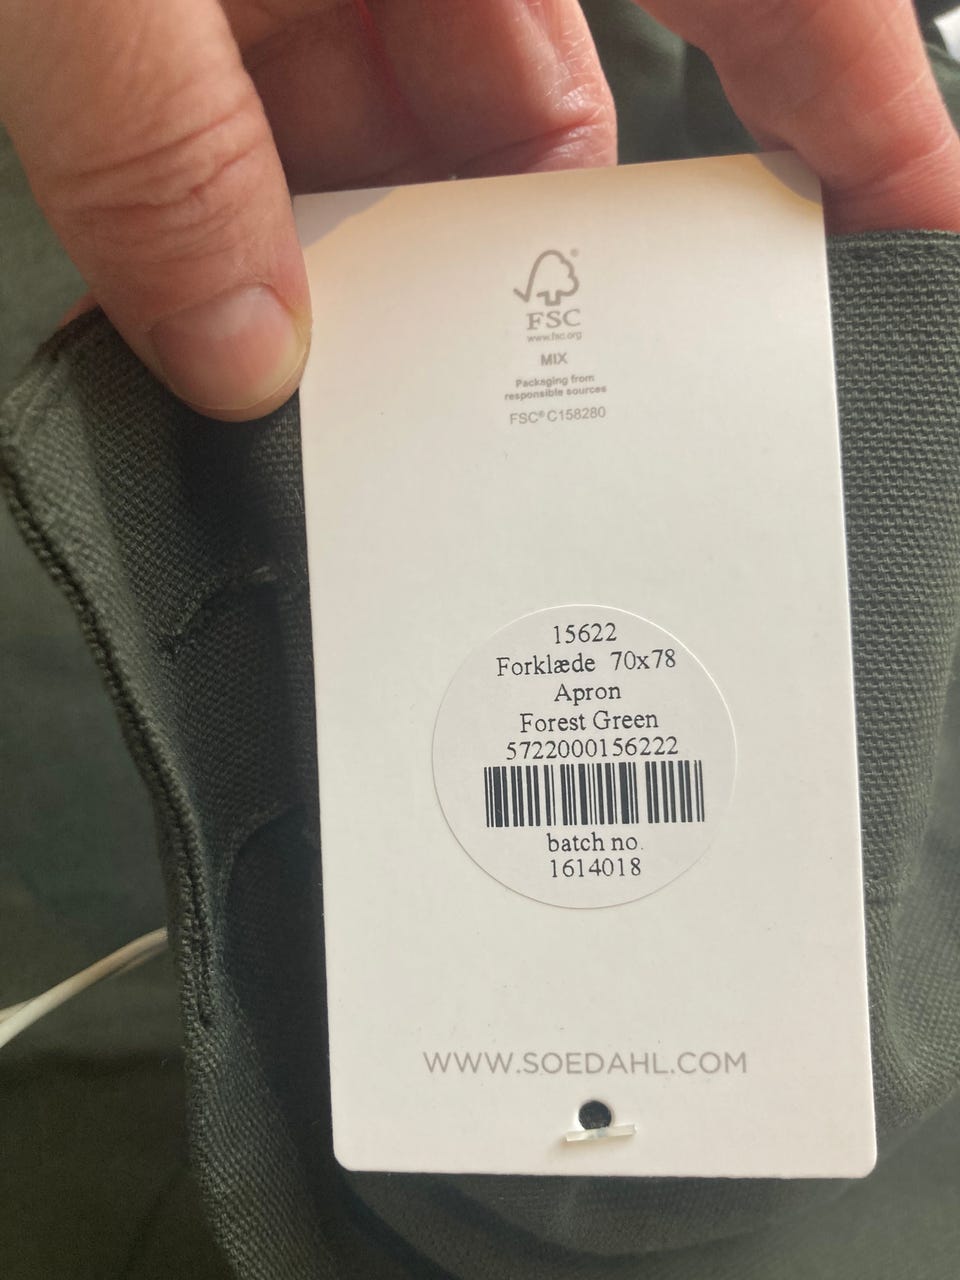 FSC
www.fsc.org
MIX
Packaging from
responsible sources
FSC® C158280
15622
Forklæde 70x78
Apron
Forest Green
5722000156222
batch no.
1614018
WWW.SOEDAHL.COM